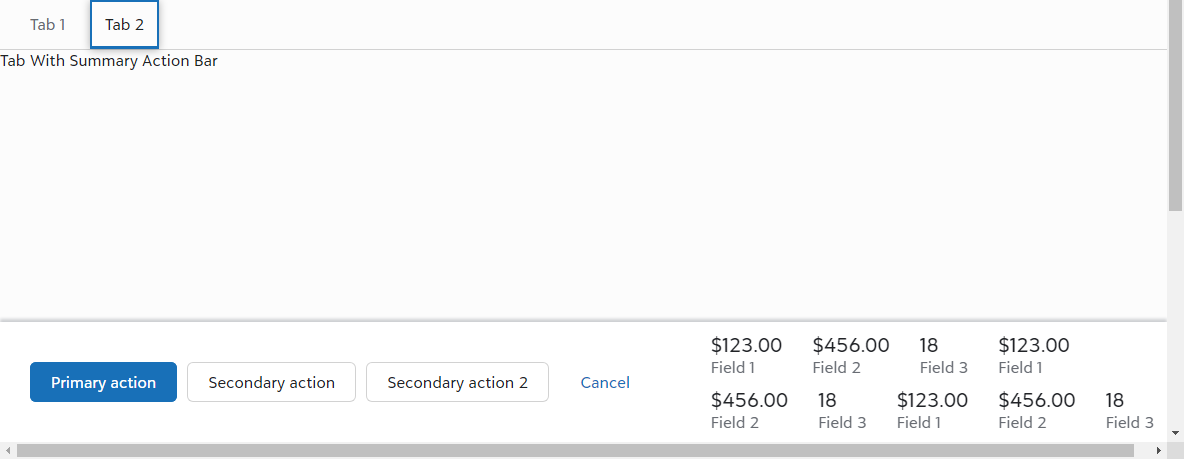 Tab 1 Tab 2
Tab With Summary Action Bar
Primary action Secondary action Secondary action 2 Cancel
$123.00 $456.00 18 $123.00
Field 1 Field 2 Field 3 Field 1
$456.00 18 $123.00 $456.00 18
Field 2 Field 3 Field 1 Field 2 Field 3